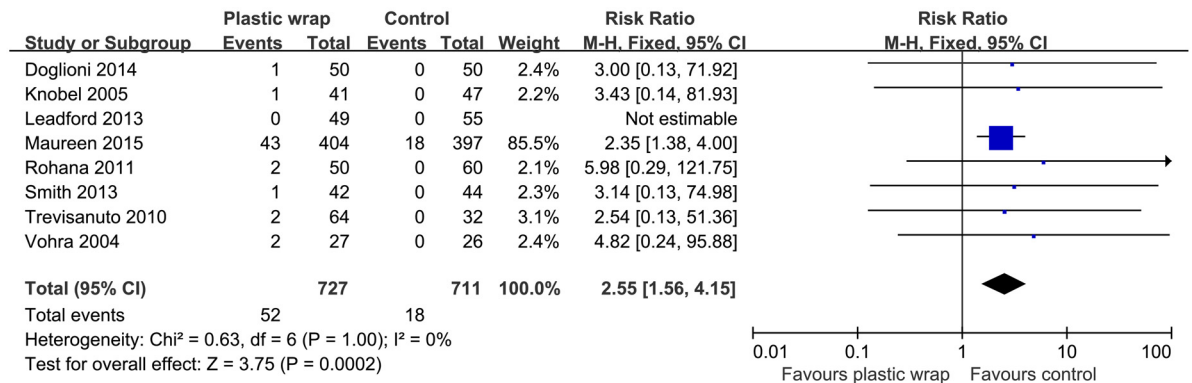 Plastic wrap Control Risk Ratio Risk Ratio
Study or Subgroup Events Total Events Total Weight M-H, Fixed, 95% CI M-H, Fixed, 95% CI
Doglioni 2014 1 50 0 50 2.4% 3.00 [0.13, 71.92]
Knobel 2005 1 41 0 47 2.2% 3.43 [0.14, 81.93]
Leadford 2013 0 49 0 55 Not estimable
Maureen 2015 43 404 18 397 85.5% 2.35 [1.38, 4.00]
Rohana 2011 2 50 0 60 2.1% 5.98 [0.29, 121.75]
Smith 2013 1 42 0 44 2.3% 3.14 [0.13, 74.98]
Trevisanuto 2010 2 64 0 32 3.1% 2.54 [0.13, 51.36]
Vohra 2004 2 27 0 26 2.4% 4.82 [0.24, 95.88]
Total (95% CI) 727 711 100.0% 2.55 [1.56, 4.15]
Total events 52 18
Heterogeneity: Chi² = 0.63, df = 6 (P = 1.00); I² = 0%
Test for overall effect: Z = 3.75 (P = 0.0002)
0.01 0.1 1 10 100
Favours plastic wrap Favours control